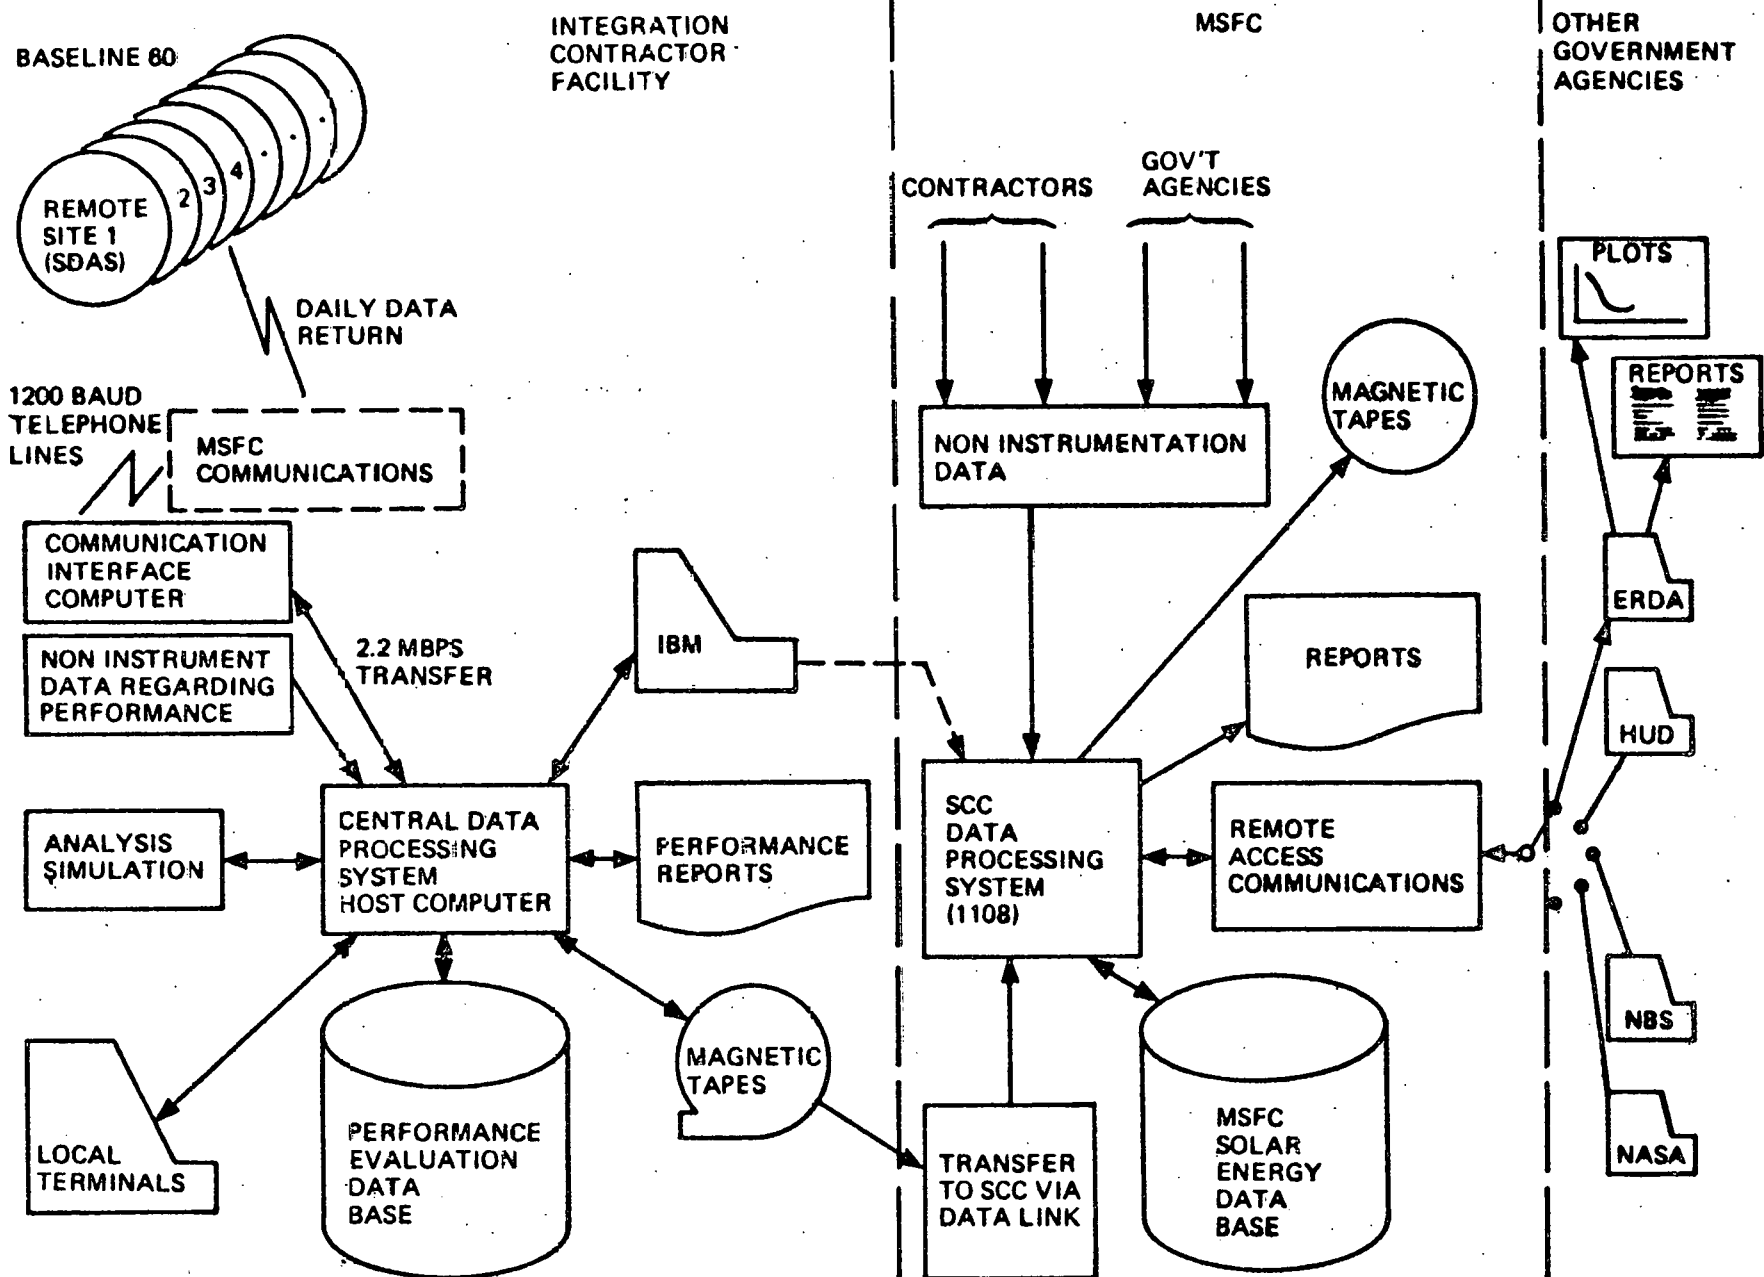 BASELINE 80
INTEGRATION
CONTRACTOR
FACILITY
MSFC
OTHER
GOVERNMENT
AGENCIES
REMOTE
SITE 1
(SDAS)
2
3
4
DAILY DATA
RETURN
1200 BAUD
TELEPHONE
LINES
MSFC
COMMUNICATIONS
COMMUNICATION
INTERFACE
COMPUTER
NON INSTRUMENT
DATA REGARDING
PERFORMANCE
2.2 MBPS
TRANSFER
IBM
ANALYSIS
SIMULATION
CENTRAL DATA
PROCESSING
SYSTEM
HOST COMPUTER
PERFORMANCE
REPORTS
LOCAL
TERMINALS
PERFORMANCE
EVALUATION
DATA
BASE
MAGNETIC
TAPES
CONTRACTORS
GOV'T
AGENCIES
NON INSTRUMENTATION
DATA
MAGNETIC
TAPES
REPORTS
SCC
DATA
PROCESSING
SYSTEM
(1108)
REMOTE
ACCESS
COMMUNICATIONS
TRANSFER
TO SCC VIA
DATA LINK
MSFC
SOLAR
ENERGY
DATA
BASE
PLOTS
REPORTS
ERDA
HUD
NBS
NASA